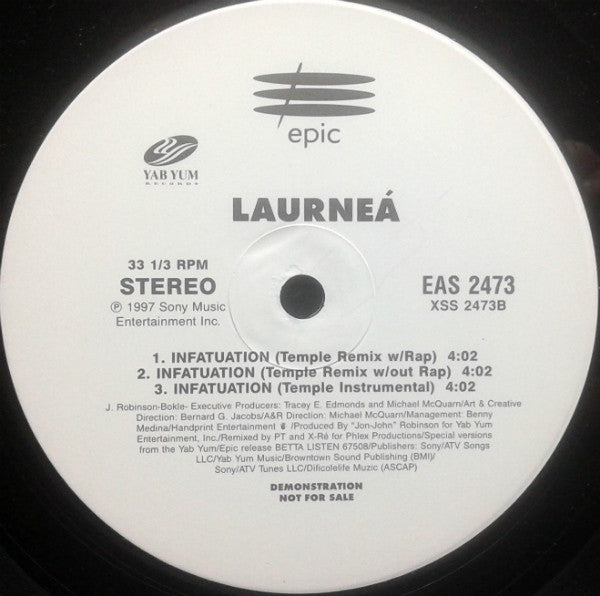 epic
YAB YUM
RECORDS
LAURNEÁ
33 1/3 RPM
STEREO
℗ 1997 Sony Music
Entertainment Inc.
EAS 2473
XSS 2473B
1. INFATUATION (Temple Remix w/Rap) 4:02
2. INFATUATION (Temple Remix w/out Rap) 4:02
3. INFATUATION (Temple Instrumental) 4:02
J. Robinson-Bokie- Executive Producers: Tracey E. Edmonds and Michael McQuarn/Art & Creative
Direction: Bernard G. Jacobs/A&R Direction: Michael McQuarn/Management: Benny
Medina/Handprint Entertainment /Produced By "Jon-John" Robinson for Yab Yum
Entertainment, Inc./Remixed by PT and X-Ré for Phlex Productions/Special versions
from the Yab Yum/Epic release BETTA LISTEN 67508/Publishers: Sony/ATV Songs
LLC/Yab Yum Music/Browntown Sound Publishing (BMI)/
Sony/ATV Tunes LLC/Dificolelife Muzic (ASCAP)
DEMONSTRATION
NOT FOR SALE